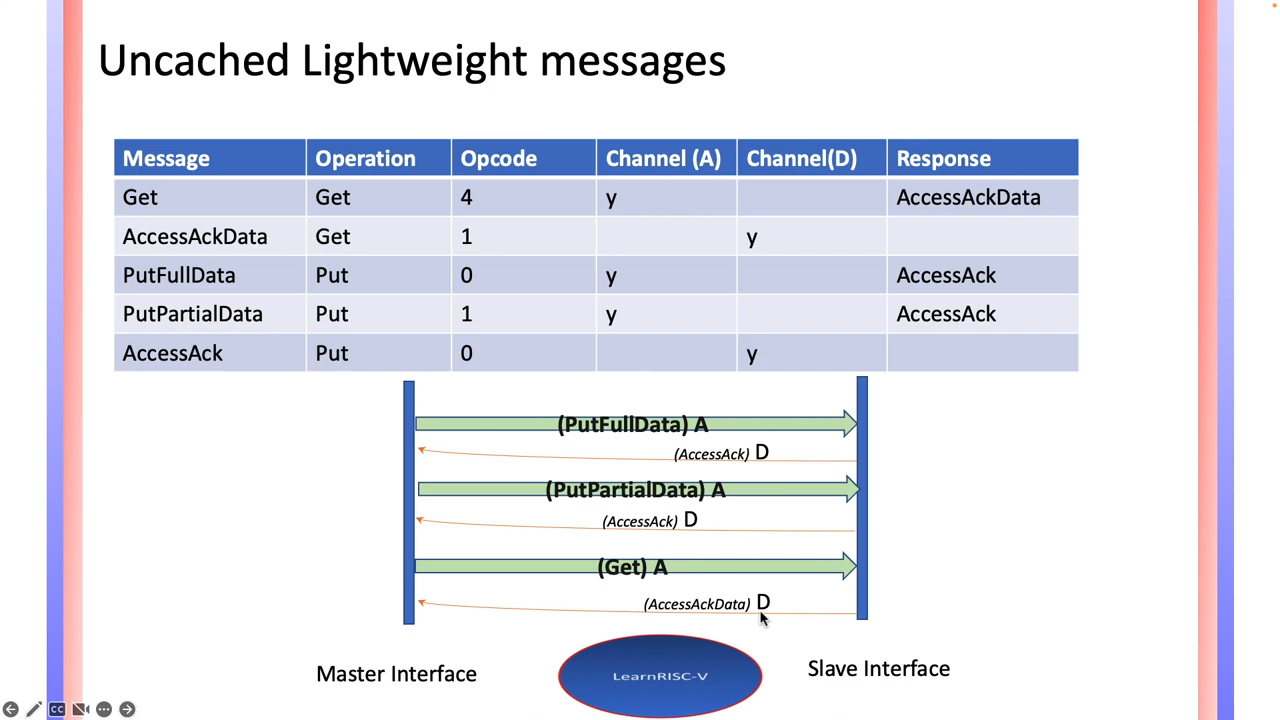 Uncached Lightweight messages
Message Operation Opcode Channel (A) Channel(D) Response
Get Get 4 y AccessAckData
AccessAckData Get 1 y
PutFullData Put 0 y AccessAck
PutPartialData Put 1 y AccessAck
AccessAck Put 0 y
(PutFullData) A
(AccessAck) D
(PutPartialData) A
(AccessAck) D
(Get) A
(AccessAckData) D
Master Interface
LearnRISC-V
Slave Interface
CC